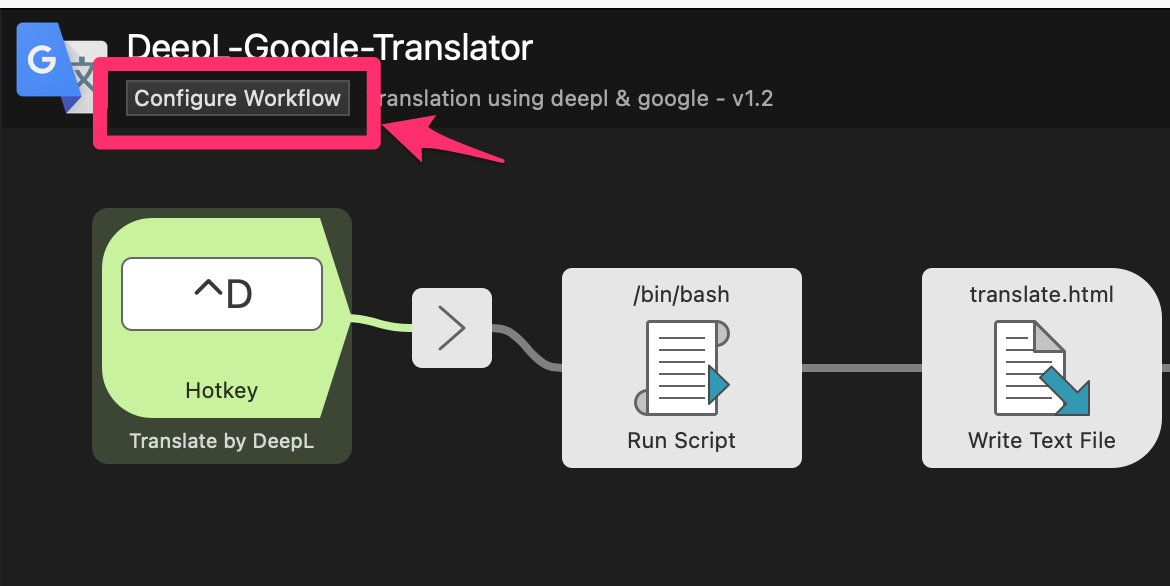 DeepL-Google-Translator
Configure Workflow
ranslation using deepl & google - v1.2
G
文
^D
Hotkey
Translate by DeepL
/bin/bash
Run Script
translate.html
Write Text File